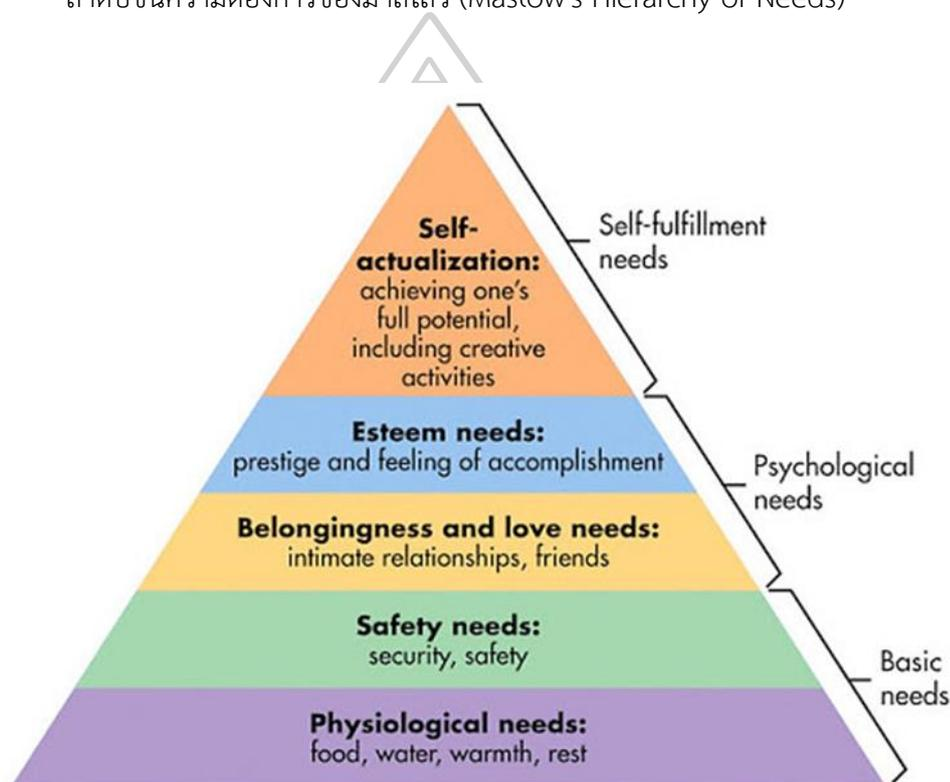 (Maslow's Hierarchy of Needs)
Self-
actualization:
achieving one's
full potential,
including creative
activities
Self-fulfillment
needs
Esteem needs:
prestige and feeling of accomplishment
Psychological
needs
Belongingness and love needs:
intimate relationships, friends
Safety needs:
security, safety
Basic
needs
Physiological needs:
food, water, warmth, rest